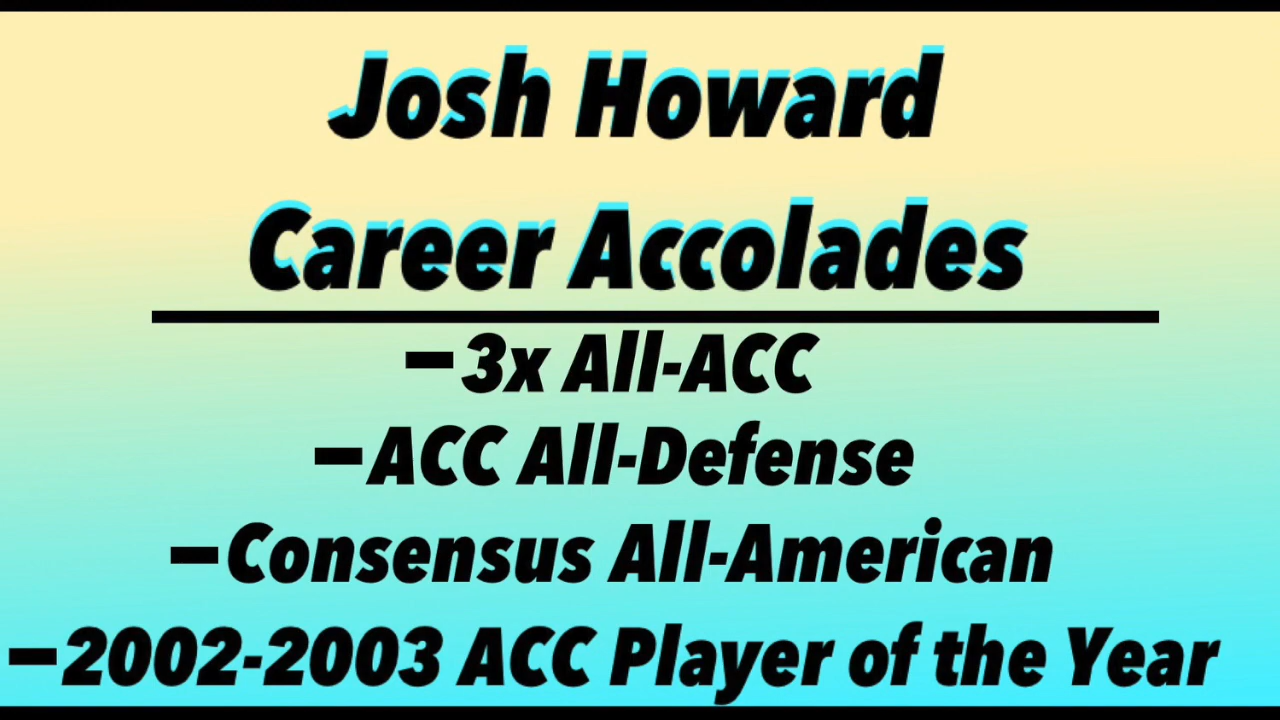 Josh Howard
Career Accolades
-3x All-ACC
-ACC All-Defense
-Consensus All-American
-2002-2003 ACC Player of the Year